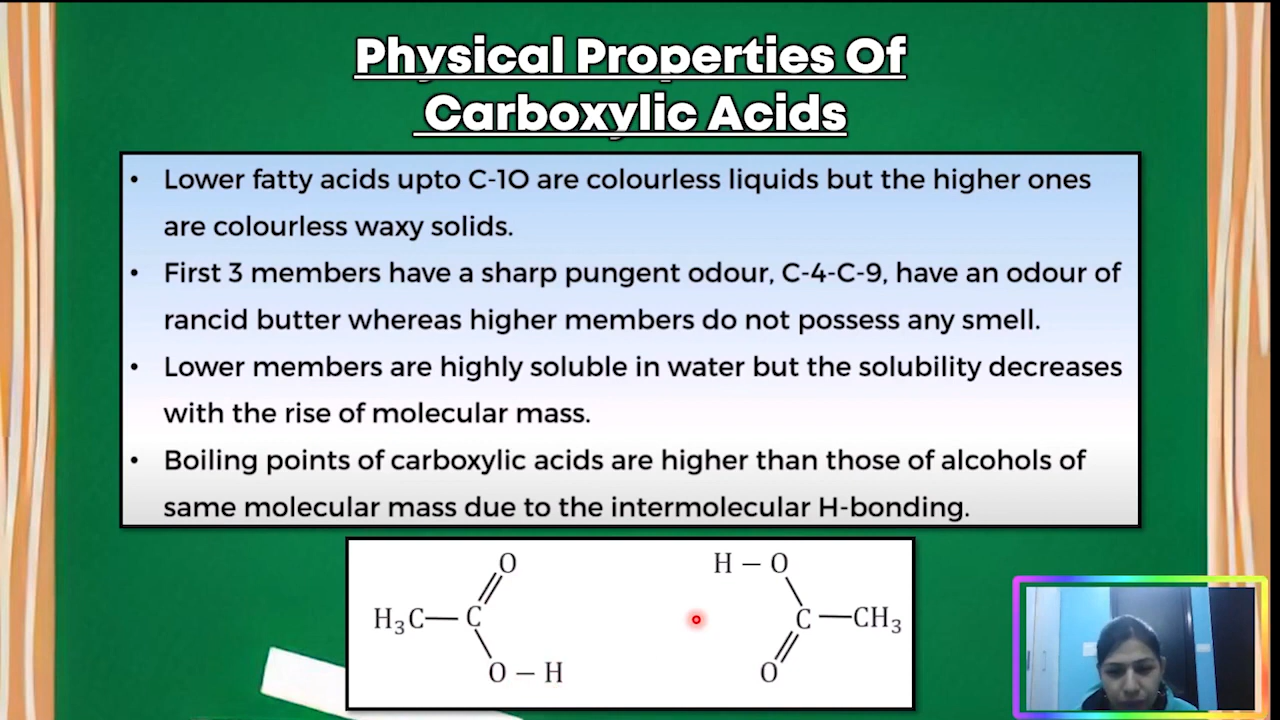 Physical Properties Of
Carboxylic Acids
• Lower fatty acids upto C-1O are colourless liquids but the higher ones
are colourless waxy solids.
• First 3 members have a sharp pungent odour, C-4-C-9, have an odour of
rancid butter whereas higher members do not possess any smell.
• Lower members are highly soluble in water but the solubility decreases
with the rise of molecular mass.
• Boiling points of carboxylic acids are higher than those of alcohols of
same molecular mass due to the intermolecular H-bonding.
O H – O
H₃C — C C — CH₃
O – H O